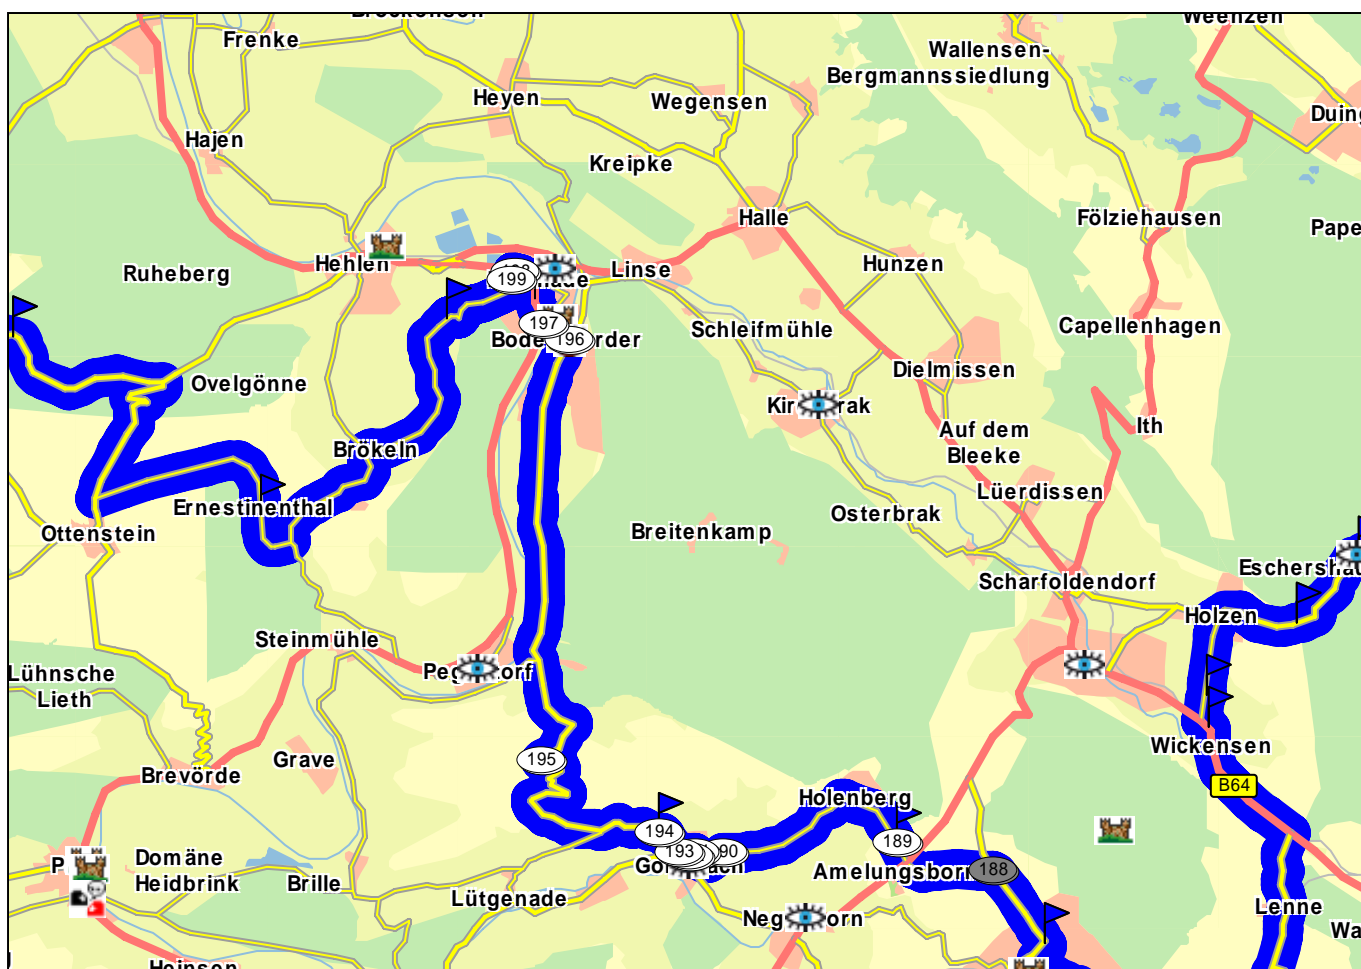 Frenke
Weenzen
Wallensen-
Bergmannssiedlung
Heyen
Wegensen
Hajen
Kreipke
Halle
Fölziehausen
Ruheberg
Hehlen
Linse
Hunzen
199
197
196
Schleifmühle
Capellenhagen
Ovelgönne
Dielmissen
Brökeln
Auf dem
Bleeke
Ith
Ernestinenthal
Lüerdissen
Ottenstein
Breitenkamp
Osterbrak
Scharfoldendorf
Holzen
Steinmühle
Lühnsche
Lieth
Wickensen
195
Grave
Brevörde
B64
Holenberg
194
193
90
189
188
Domäne
Heidbrink
Brille
Amelungsborn
Lütgenade
Lenne
Heinsen